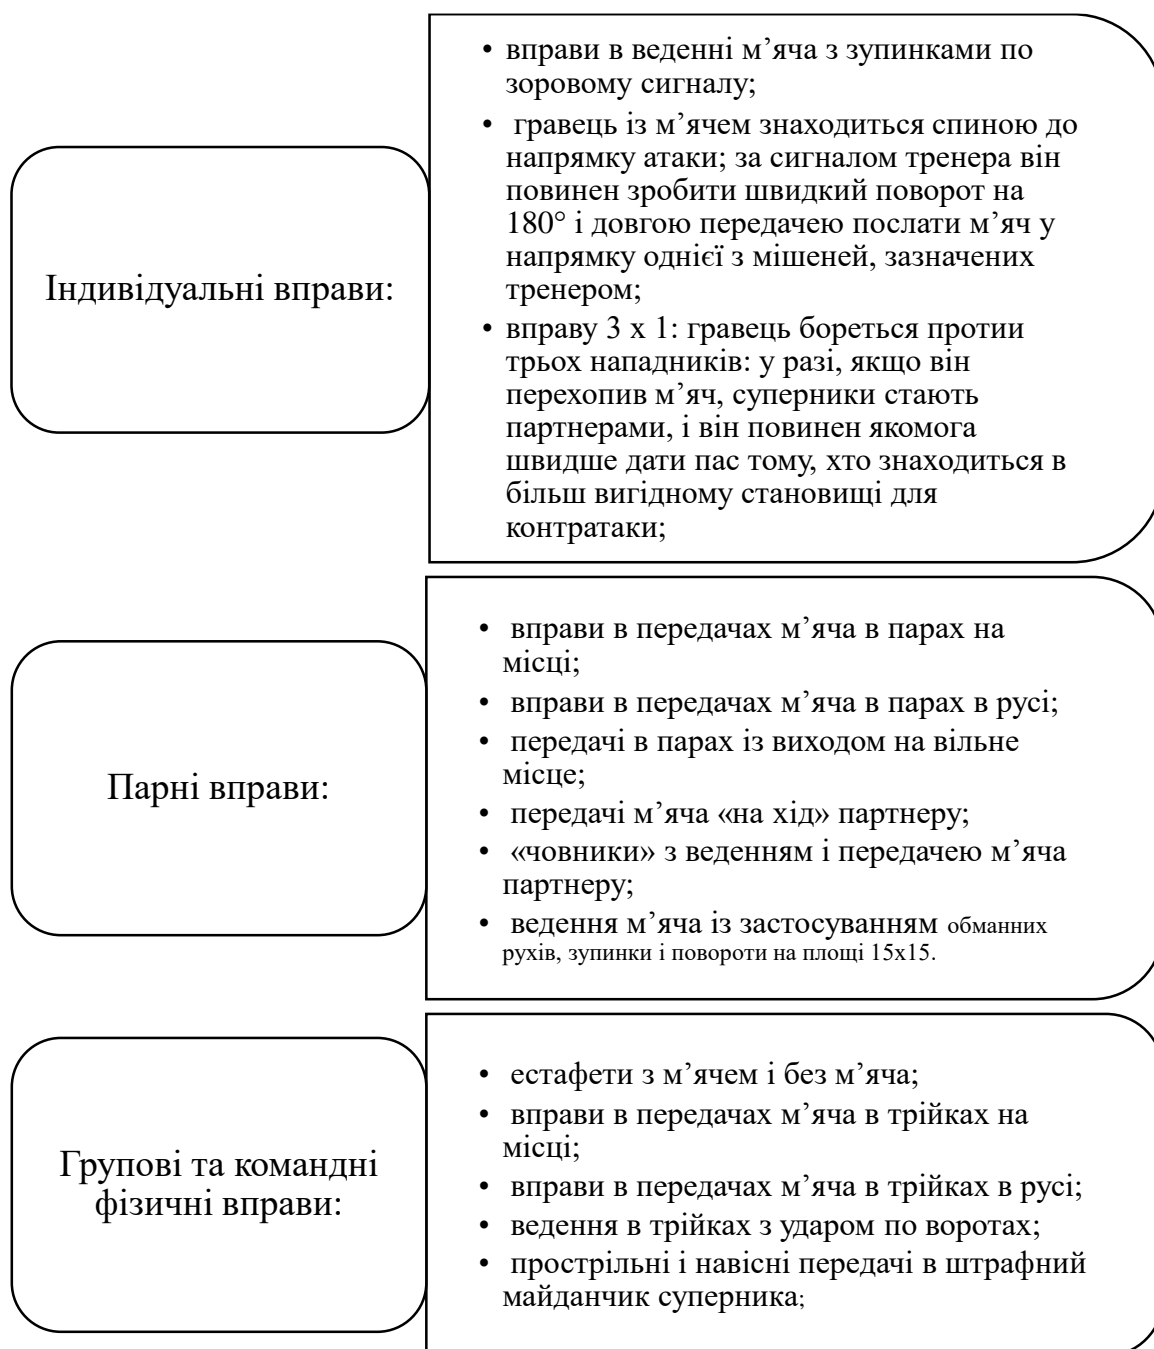 Індивідуальні вправи:
• вправи в веденні м’яча з зупинками по
зоровому сигналу;
• гравець із м’ячем знаходиться спиною до
напрямку атаки; за сигналом тренера він
повинен зробити швидкий поворот на
180° і довгою передачею послати м’яч у
напрямку однієї з мішеней, зазначених
тренером;
• вправу 3 х 1: гравець бореться протии
трьох нападників: у разі, якщо він
перехопив м’яч, суперники стають
партнерами, і він повинен якомога
швидше дати пас тому, хто знаходиться в
більш вигідному становищі для
контратаки;
Парні вправи:
• вправи в передачах м’яча в парах на
місці;
• вправи в передачах м’яча в парах в русі;
• передачі в парах із виходом на вільне
місце;
• передачі м’яча «на хід» партнеру;
• «човники» з веденням і передачею м’яча
партнеру;
• ведення м’яча із застосуванням обманних
рухів, зупинки і повороти на площі 15х15.
Групові та командні
фізичні вправи:
• естафети з м’ячем і без м’яча;
• вправи в передачах м’яча в трійках на
місці;
• вправи в передачах м’яча в трійках в русі;
• ведення в трійках з ударом по воротах;
• прострільні і навісні передачі в штрафний
майданчик суперника;